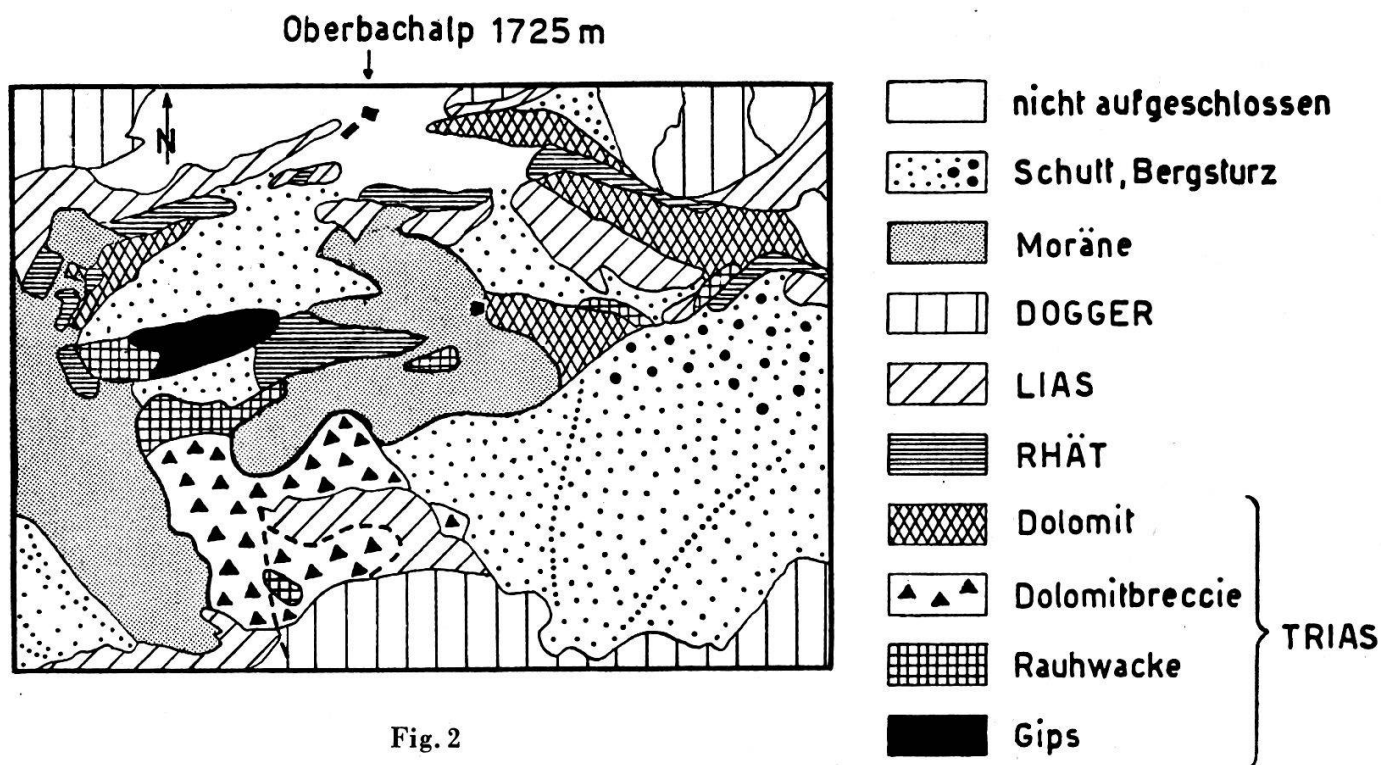 Oberbachalp 1725 m
N
nicht aufgeschlossen
Schutt, Bergsturz
Moräne
DOGGER
LIAS
RHÄT
Dolomit
Dolomitbreccie
Rauhwacke
Gips
TRIAS
Fig. 2